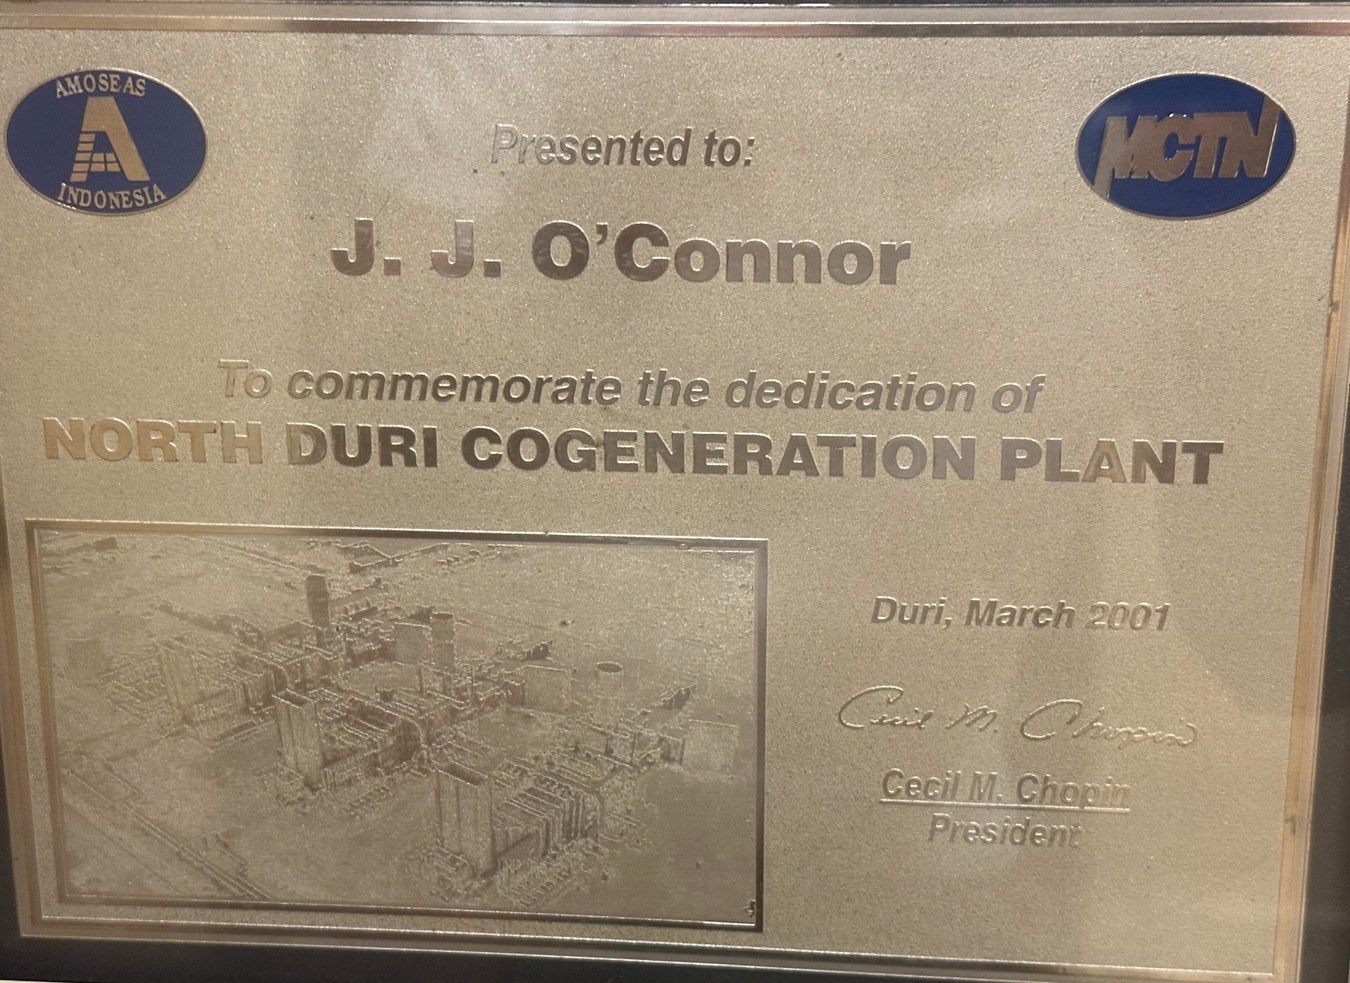 AMOSEAS
A
INDONESIA
MCTN
Presented to:
J. J. O'Connor
To commemorate the dedication of
NORTH DURI COGENERATION PLANT
Duri, March 2001
Cecil M. Chopin
Cecil M. Chopin
President